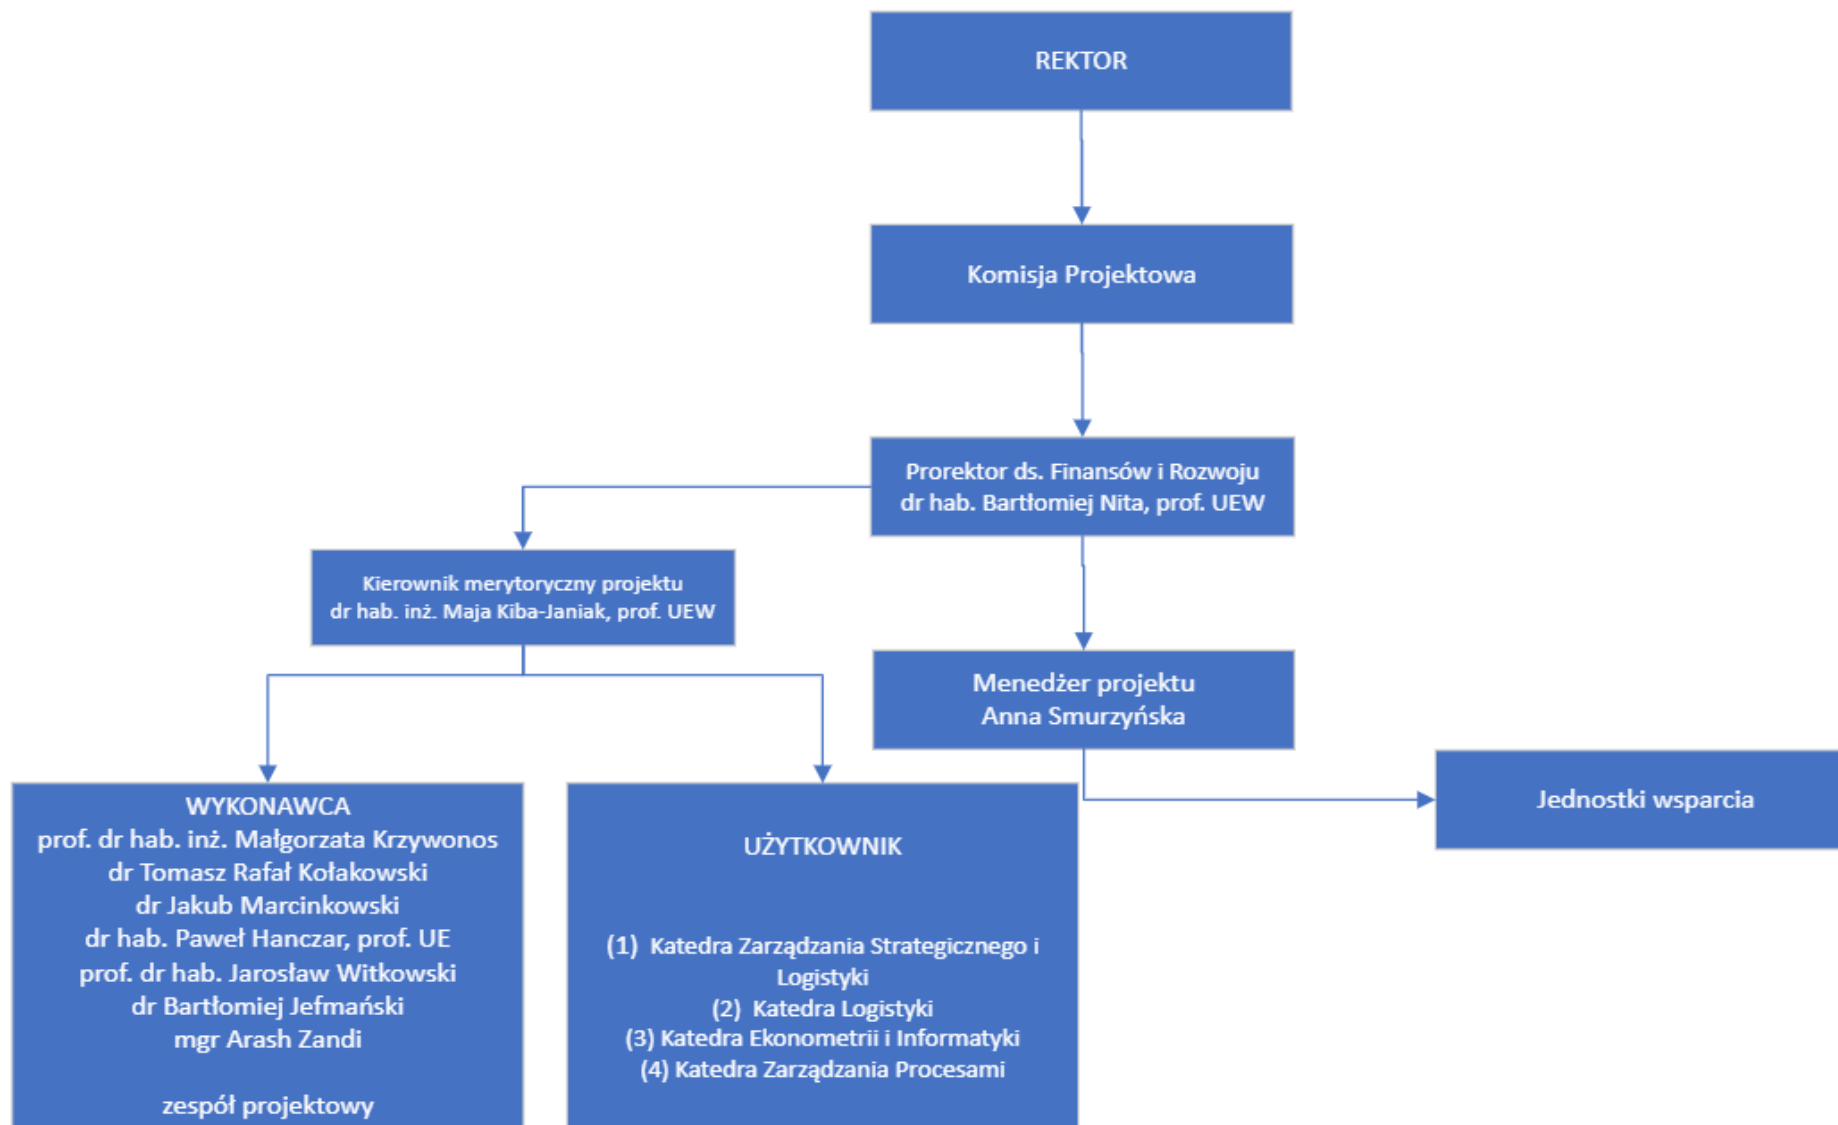 REKTOR
Komisja Projektowa
Prorektor ds. Finansów i Rozwoju
dr hab. Bartłomiej Nita, prof. UEW
Kierownik merytoryczny projektu
dr hab. inż. Maja Kiba-Janiak, prof. UEW
Menedżer projektu
Anna Smurzyńska
Jednostki wsparcia
WYKONAWCA
prof. dr hab. inż. Małgorzata Krzywonos
dr Tomasz Rafał Kołakowski
dr Jakub Marcinkowski
dr hab. Paweł Hanczar, prof. UE
prof. dr hab. Jarosław Witkowski
dr Bartłomiej Jefmański
mgr Arash Zandi
zespół projektowy
UŻYTKOWNIK
(1) Katedra Zarządzania Strategicznego i
Logistyki
(2) Katedra Logistyki
(3) Katedra Ekonometrii i Informatyki
(4) Katedra Zarządzania Procesami